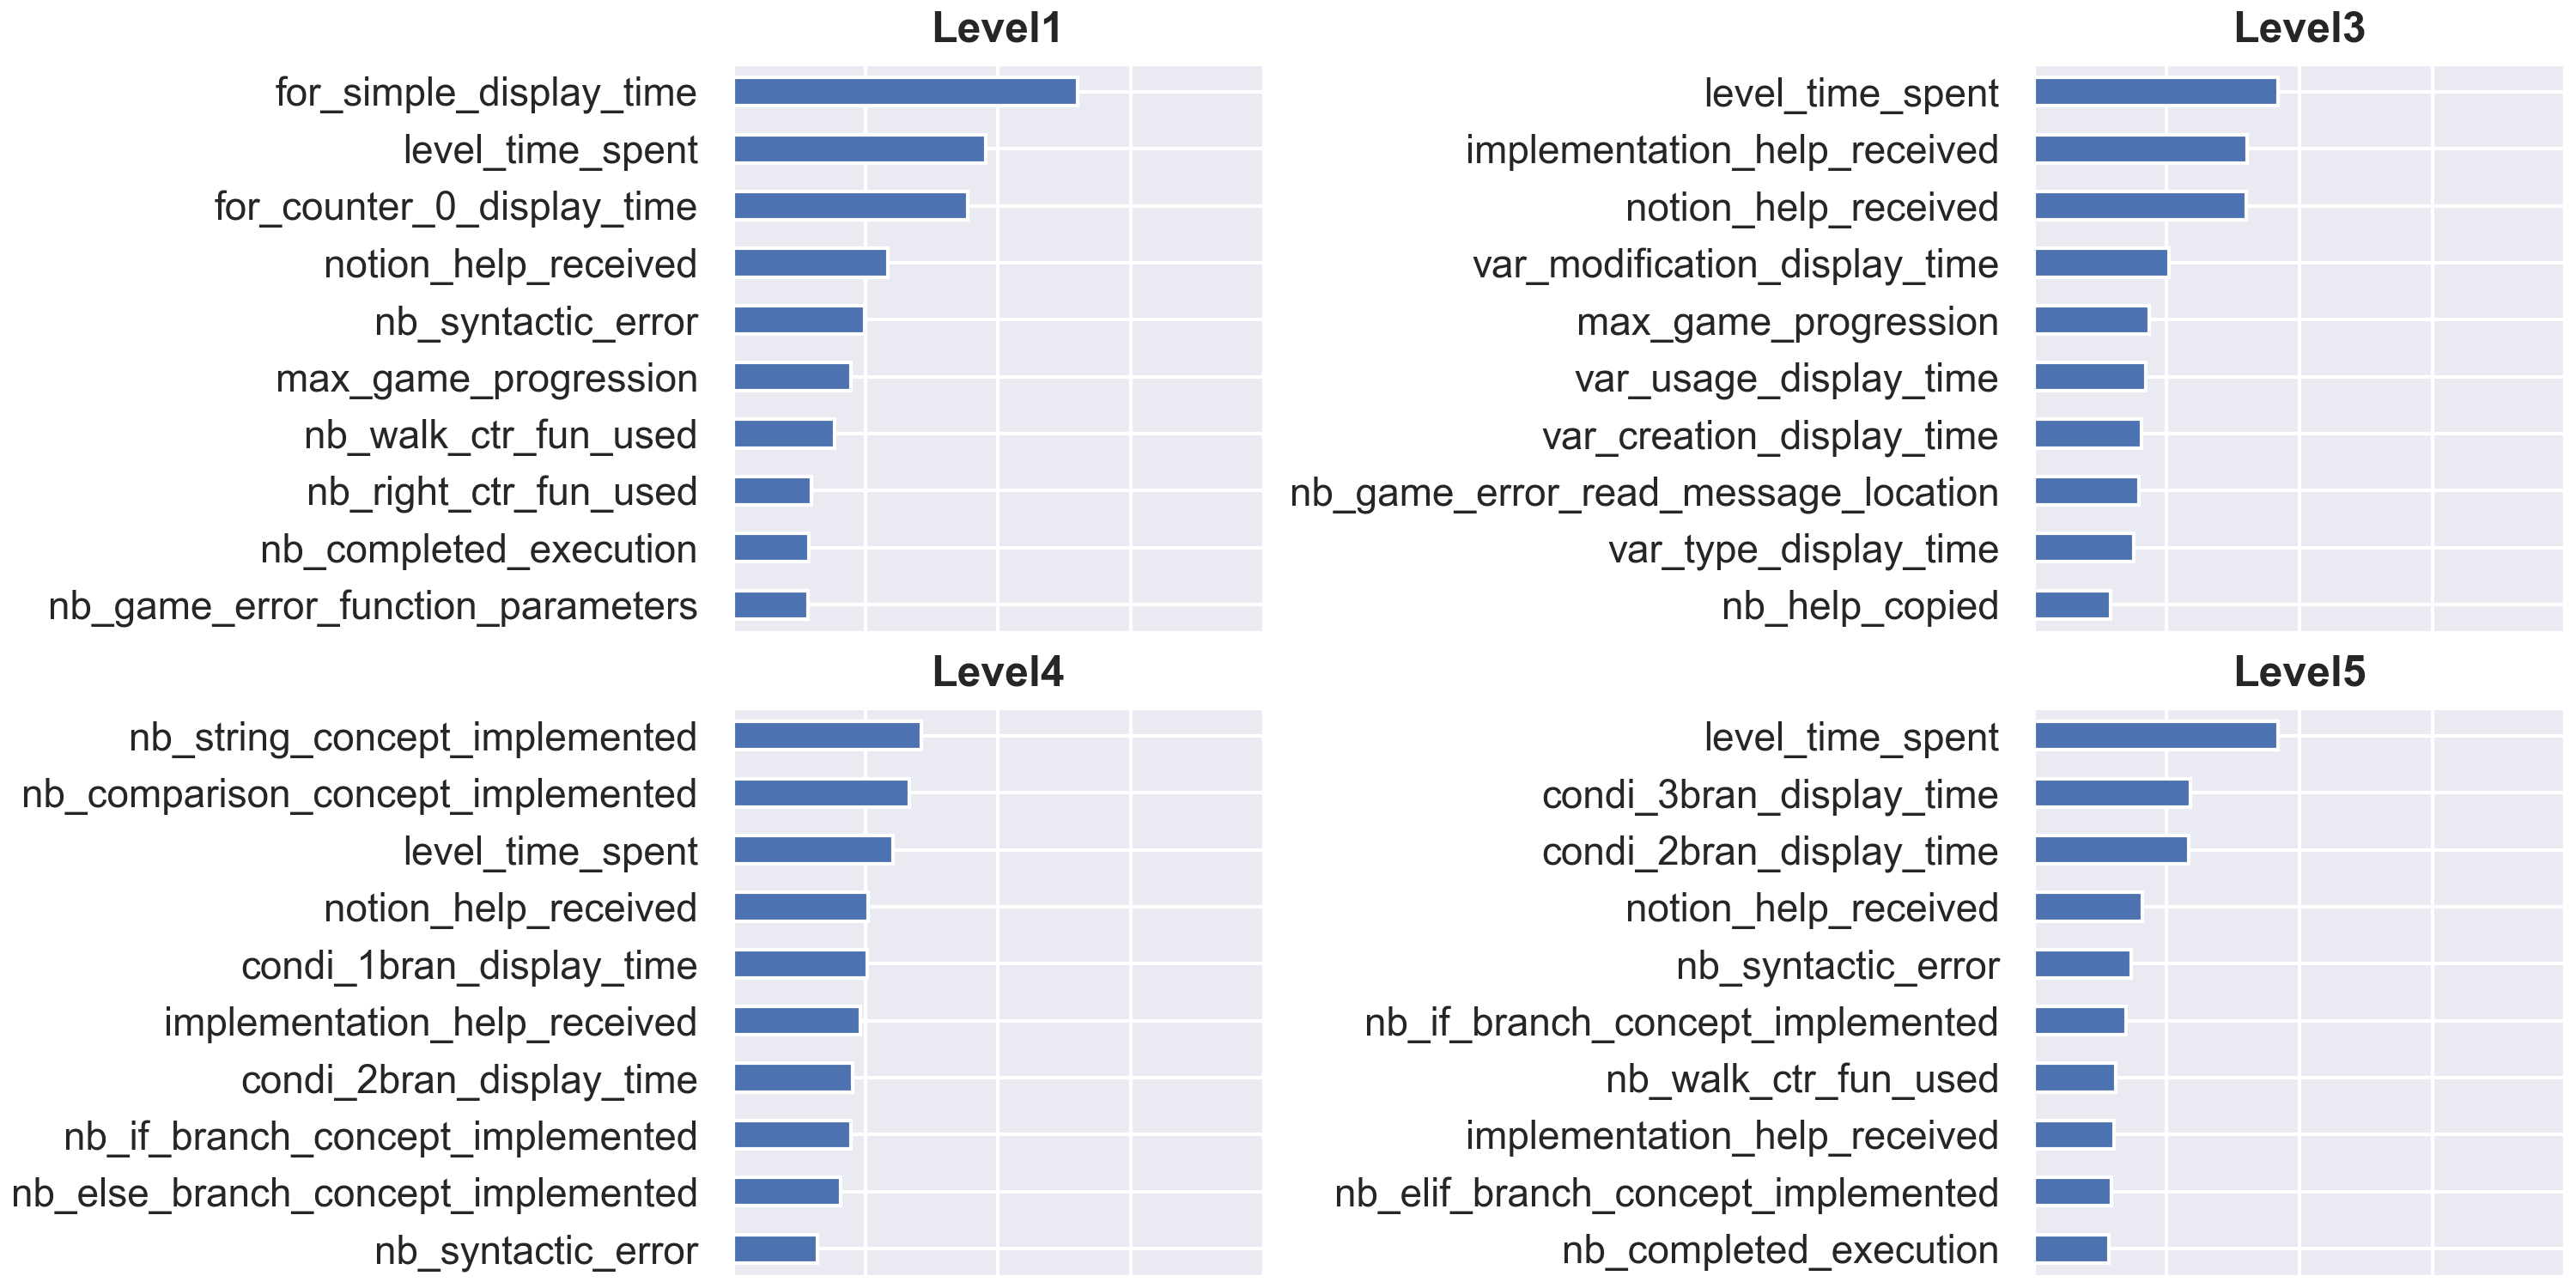 Level1
for_simple_display_time
level_time_spent
for_counter_0_display_time
notion_help_received
nb_syntactic_error
max_game_progression
nb_walk_ctr_fun_used
nb_right_ctr_fun_used
nb_completed_execution
nb_game_error_function_parameters
Level3
level_time_spent
implementation_help_received
notion_help_received
var_modification_display_time
max_game_progression
var_usage_display_time
var_creation_display_time
nb_game_error_read_message_location
var_type_display_time
nb_help_copied
Level4
nb_string_concept_implemented
nb_comparison_concept_implemented
level_time_spent
notion_help_received
condi_1bran_display_time
implementation_help_received
condi_2bran_display_time
nb_if_branch_concept_implemented
nb_else_branch_concept_implemented
nb_syntactic_error
Level5
level_time_spent
condi_3bran_display_time
condi_2bran_display_time
notion_help_received
nb_syntactic_error
nb_if_branch_concept_implemented
nb_walk_ctr_fun_used
implementation_help_received
nb_elif_branch_concept_implemented
nb_completed_execution